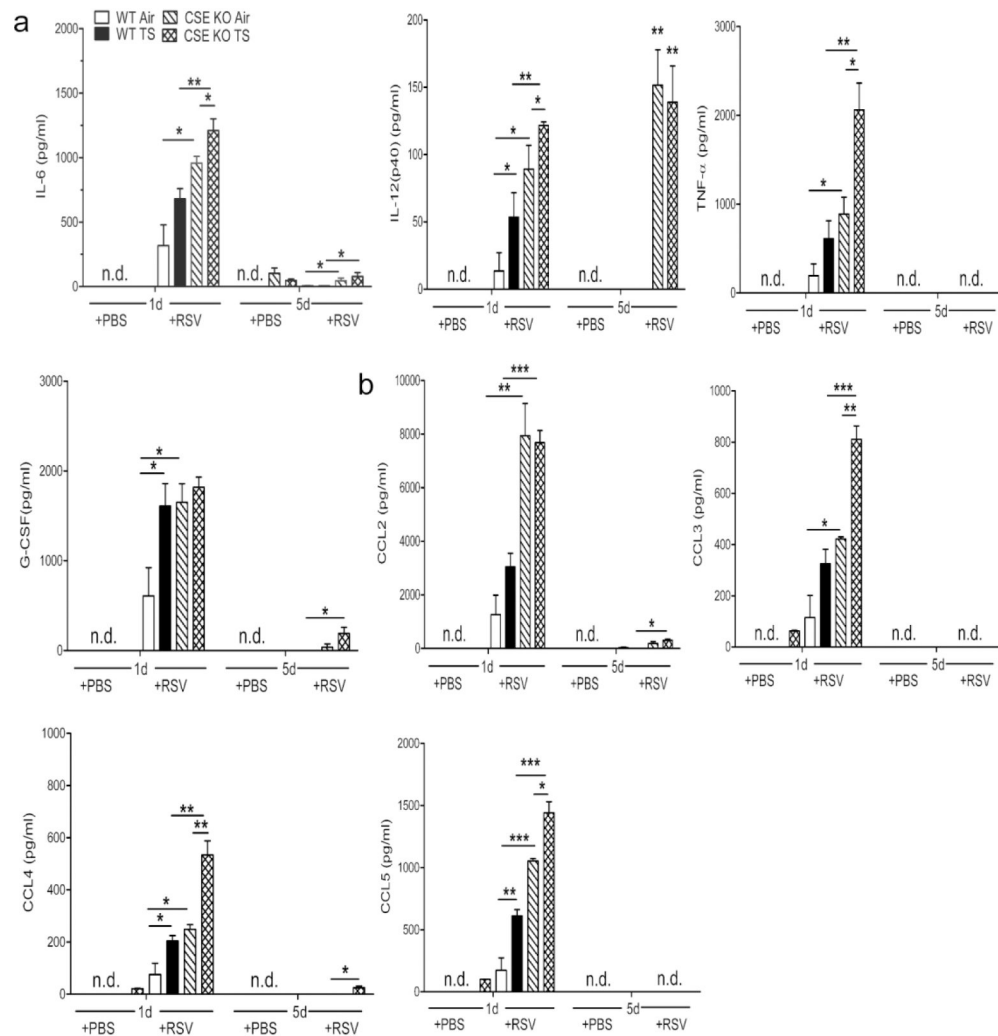 a
WT Air CSE KO Air
WT TS CSE KO TS
IL-6 (pg/ml)
2000
1500
1000
500
0
** 
*
*
n.d. n.d. * *
1d 5d
+PBS +RSV +PBS +RSV
IL-12(p40) (pg/ml)
200
150
100
50
0
** **
**
*
*
*
n.d. n.d.
1d 5d
+PBS +RSV +PBS +RSV
TNF-α (pg/ml)
3000
2000
1000
0
**
*
*
n.d. n.d. n.d.
1d 5d
+PBS +RSV +PBS +RSV
G-CSF(pg/ml)
3000
2000
1000
0
*
*
*
n.d. n.d.
1d 5d
+PBS +RSV +PBS +RSV
b
CCL2 (pg/ml)
10000
8000
6000
4000
2000
0
***
**
*
n.d. n.d.
1d 5d
+PBS +RSV +PBS +RSV
CCL3 (pg/ml)
1000
800
600
400
200
0
***
**
*
n.d. n.d. n.d.
1d 5d
+PBS +RSV +PBS +RSV
CCL4 (pg/ml)
800
600
400
200
0
**
**
*
*
*
n.d. n.d.
1d 5d
+PBS +RSV +PBS +RSV
CCL5 (pg/ml)
2000
1500
1000
500
0
***
*
***
**
n.d. n.d. n.d.
1d 5d
+PBS +RSV +PBS +RSV